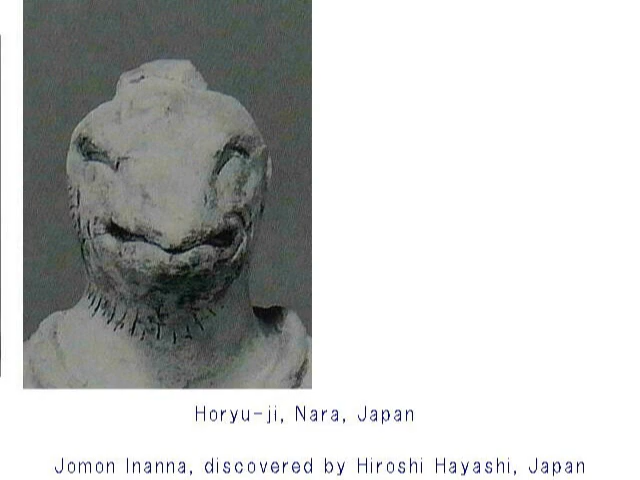 Horyu-ji, Nara, Japan
Jomon Inanna, discovered by Hiroshi Hayashi, Japan